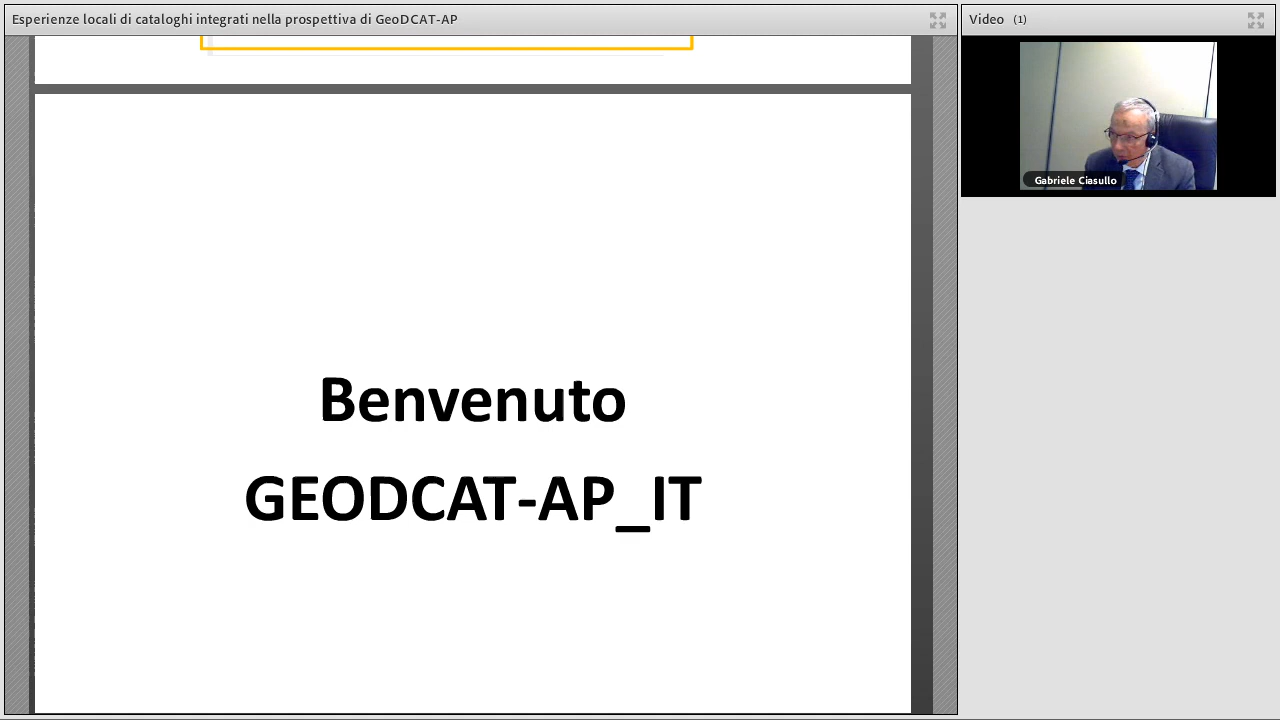 Esperienze locali di cataloghi integrati nella prospettiva di GeoDCAT-AP
Video (1)
Gabriele Ciasullo
Benvenuto
GEODCAT-AP_IT